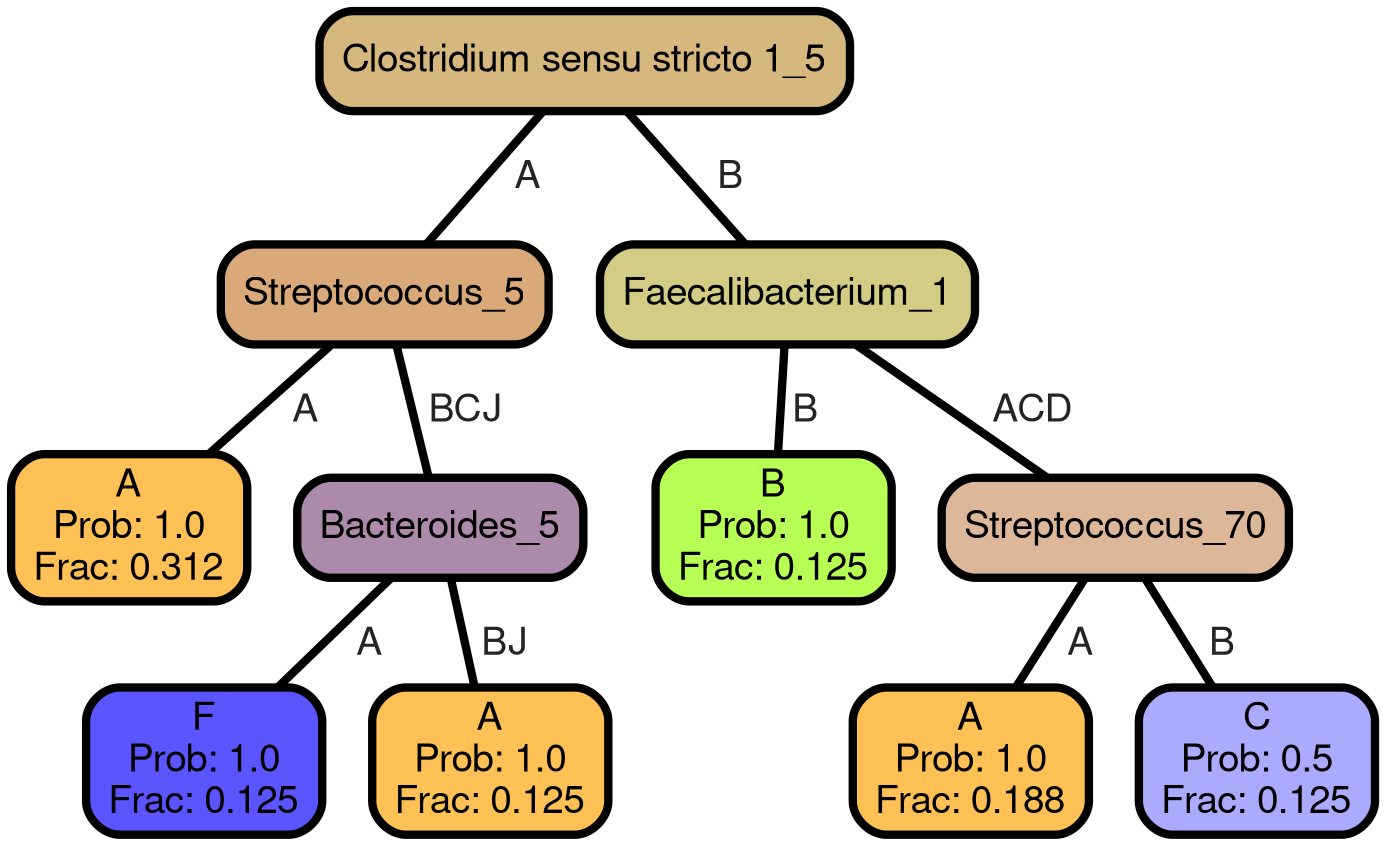 Clostridium sensu stricto 1_5
A
B
Streptococcus_5
Faecalibacterium_1
A
BCJ
B
ACD
A
Prob: 1.0
Frac: 0.312
Bacteroides_5
B
Prob: 1.0
Frac: 0.125
Streptococcus_70
A
BJ
A
B
F
Prob: 1.0
Frac: 0.125
A
Prob: 1.0
Frac: 0.125
A
Prob: 1.0
Frac: 0.188
C
Prob: 0.5
Frac: 0.125